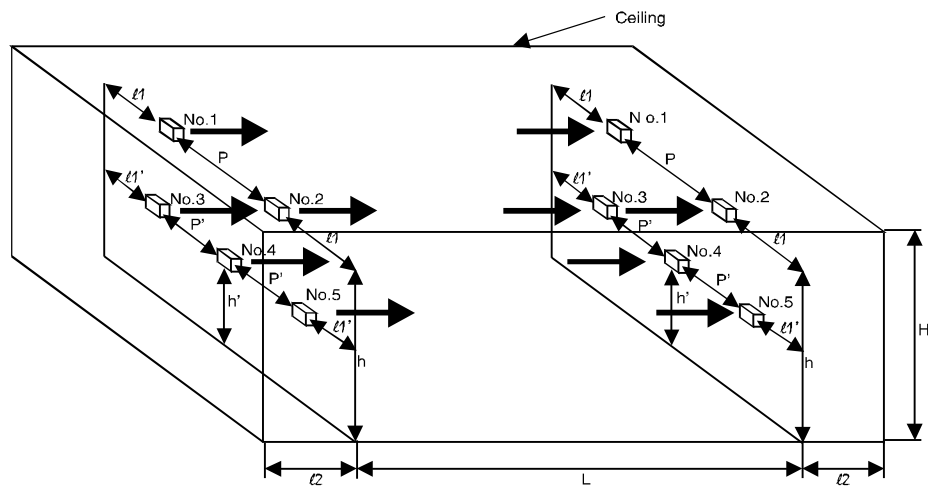 Ceiling
ℓ1
No.1
P
ℓ1'
No.3
No.2
P'
ℓ1
No.4
P'
h'
No.5
ℓ1'
h
ℓ1
N o.1
P
ℓ1'
No.3
No.2
P'
ℓ1
No.4
P'
h'
No.5
ℓ1'
h
H
ℓ2
L
ℓ2